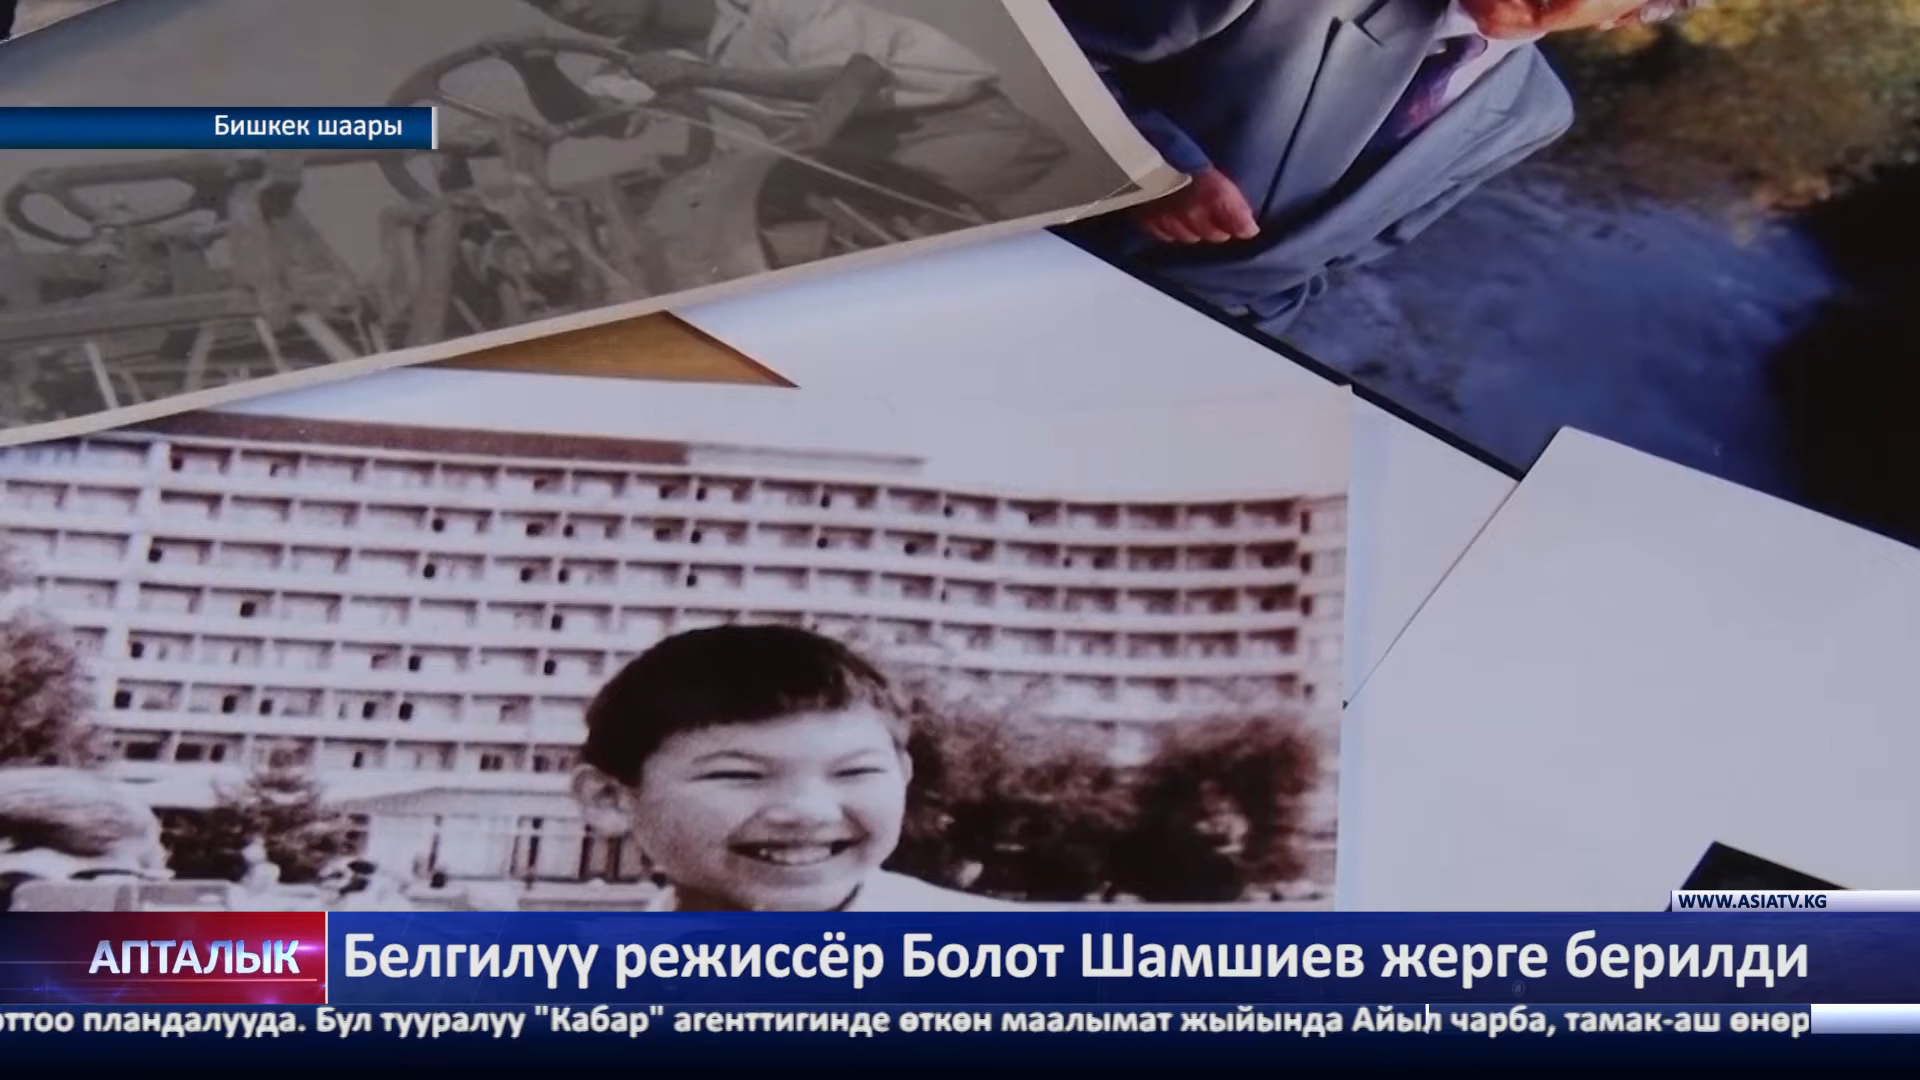 Бишкек шаары
WWW.ASIATV.KG
АПТАЛЫК
Белгилүү режиссёр Болот Шамшиев жерге берилди
пландалууда. Бул тууралуу "Кабар" агенттигинде өткөн маалымат жыйында Айыл чарба, тамак-аш өнөр